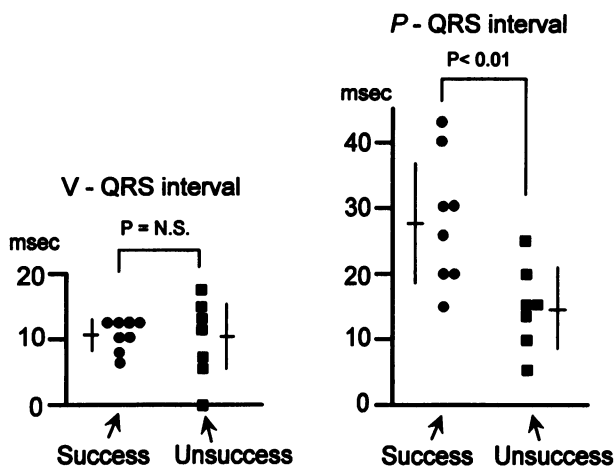 V - QRS interval
P = N.S.
msec
20
10
0
Success Unsuccess
P - QRS interval
P< 0.01
msec
40
30
20
10
0
Success Unsuccess